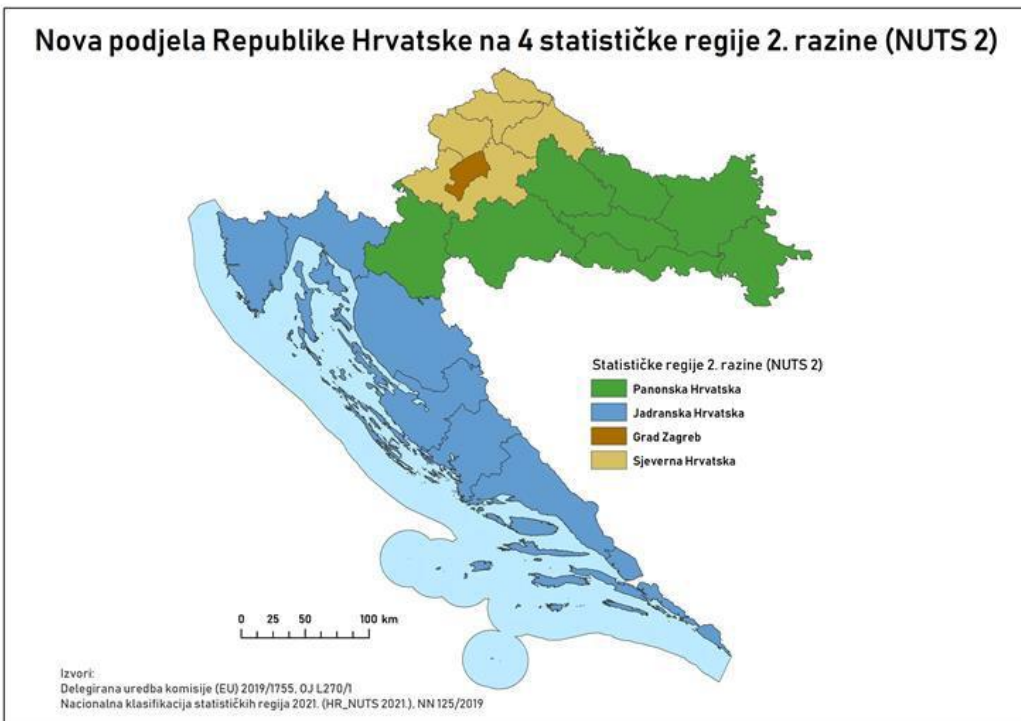 Nova podjela Republike Hrvatske na 4 statističke regije 2. razine (NUTS 2)
Statističke regije 2. razine (NUTS 2)
Panonska Hrvatska
Jadranska Hrvatska
Grad Zagreb
Sjeverna Hrvatska
0 25 50 100 km
Izvori:
Delegirana uredba komisije (EU) 2019/1755, OJ L270/1
Nacionalna klasifikacija statističkih regija 2021. (HR_NUTS 2021.), NN 125/2019